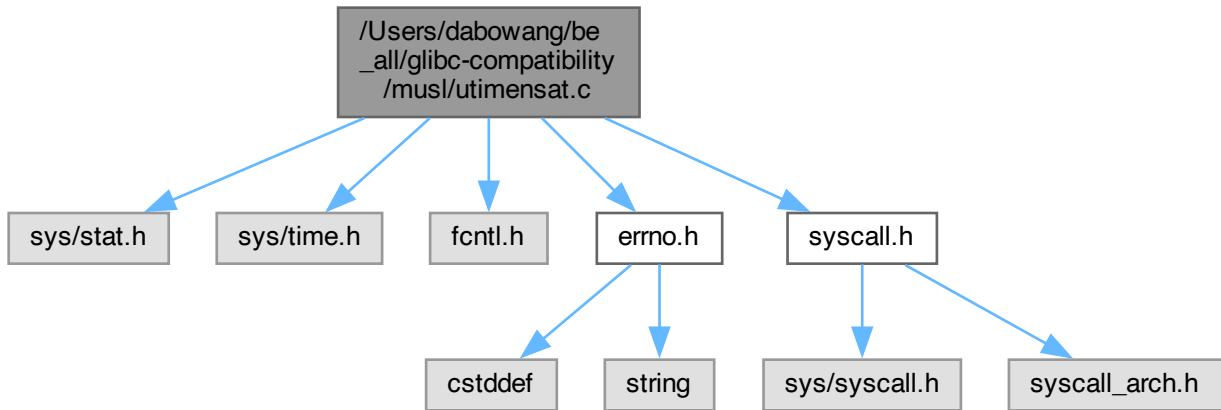 /Users/dabowang/be
_all/glibc-compatibility
/musl/utimensat.c
sys/stat.h
sys/time.h
fcntl.h
errno.h
syscall.h
cstddef
string
sys/syscall.h
syscall_arch.h